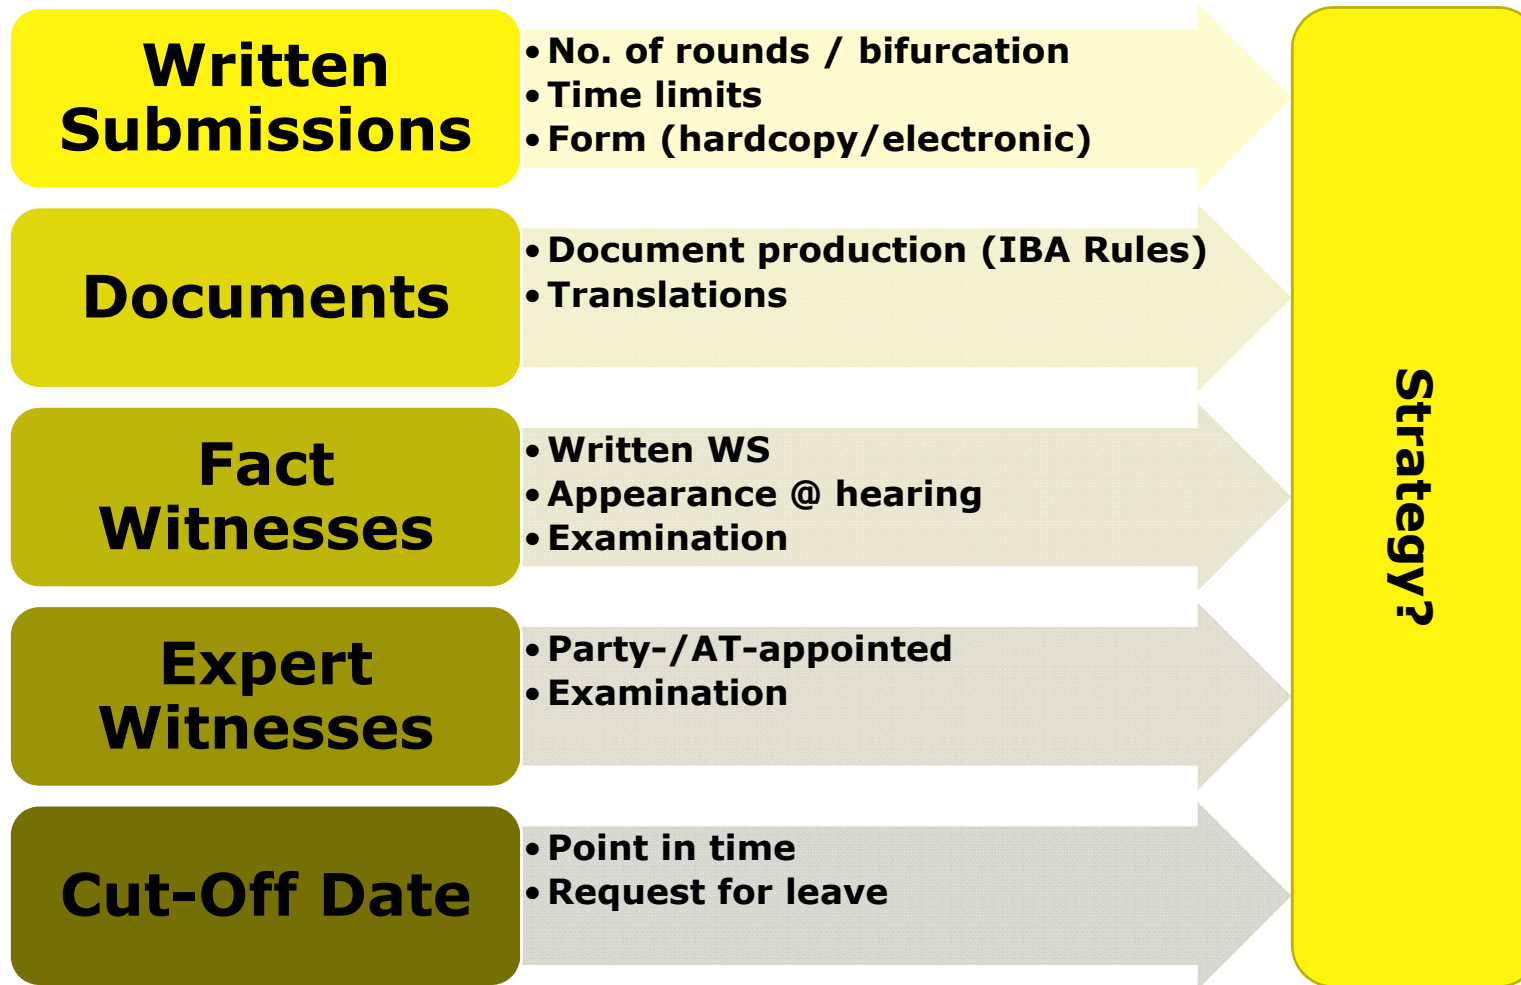 Written
Submissions
• No. of rounds / bifurcation
• Time limits
• Form (hardcopy/electronic)
Documents
• Document production (IBA Rules)
• Translations
Fact
Witnesses
• Written WS
• Appearance @ hearing
• Examination
Expert
Witnesses
• Party-/AT-appointed
• Examination
Cut-Off Date
• Point in time
• Request for leave
Strategy?